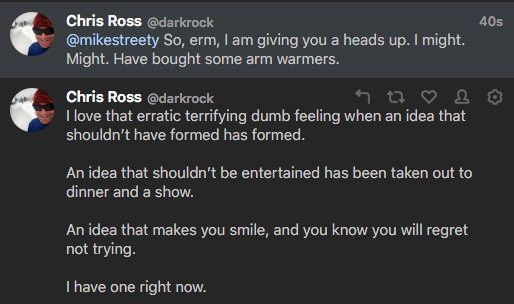 Chris Ross @darkrock 40s
@mikestreety So, erm, I am giving you a heads up. I might.
Might. Have bought some arm warmers.
Chris Ross @darkrock
I love that erratic terrifying dumb feeling when an idea that
shouldn’t have formed has formed.
An idea that shouldn’t be entertained has been taken out to
dinner and a show.
An idea that makes you smile, and you know you will regret
not trying.
I have one right now.